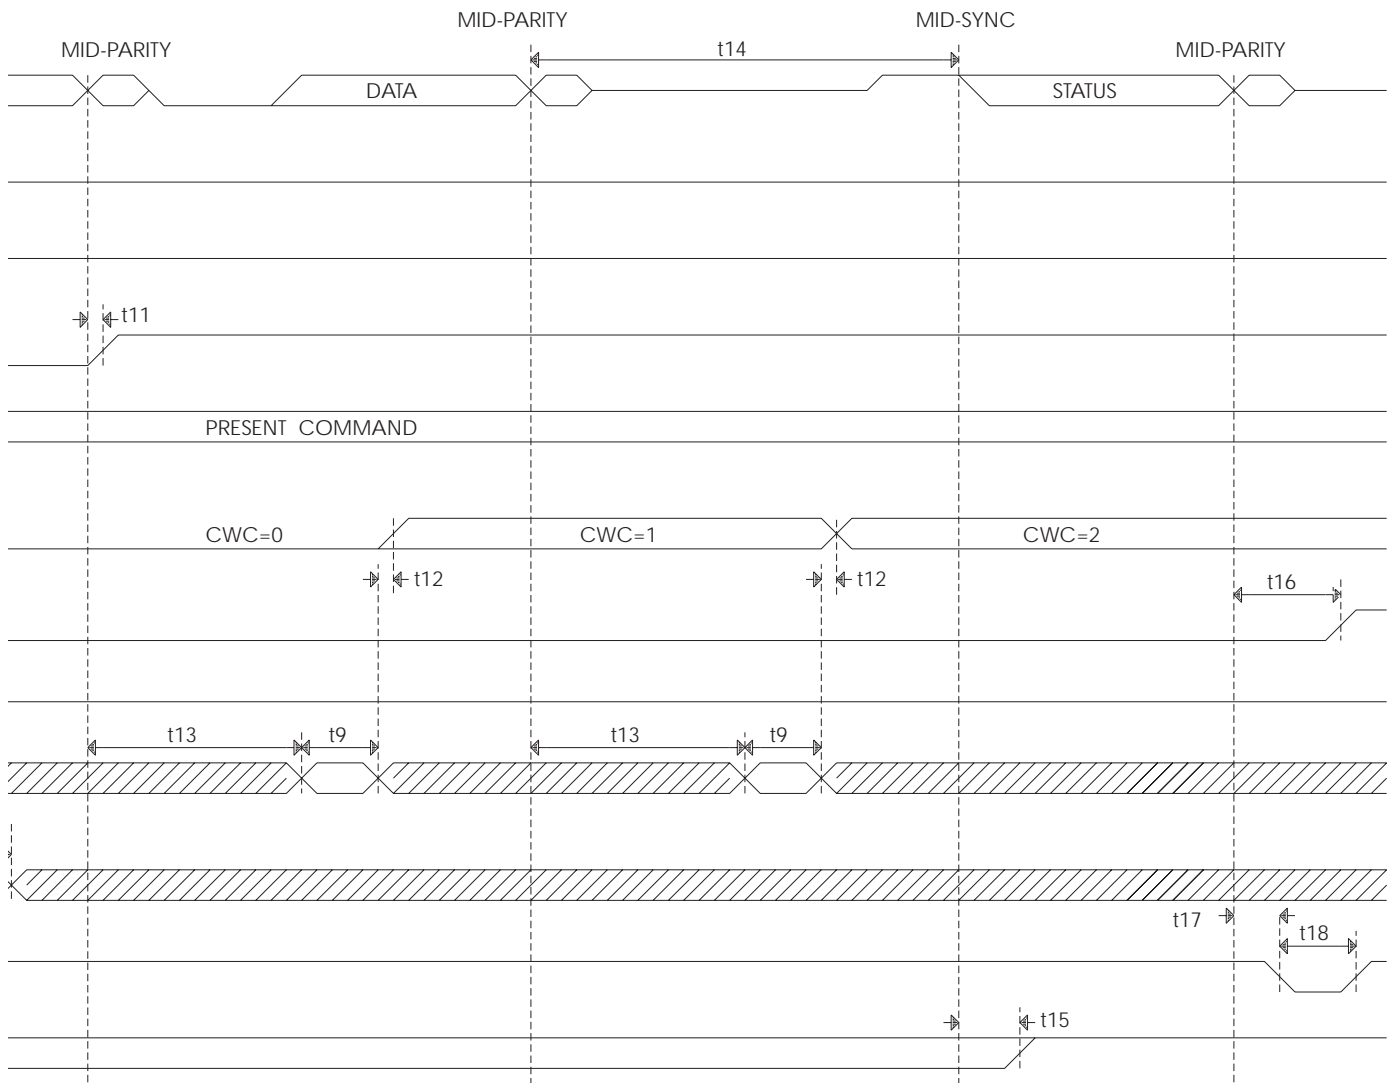 MID-PARITY
MID-SYNC
MID-PARITY
t14
MID-PARITY
DATA
STATUS
t11
PRESENT COMMAND
CWC=0
CWC=1
CWC=2
t12
t12
t16
t13
t9
t13
t9
t17
t18
t15